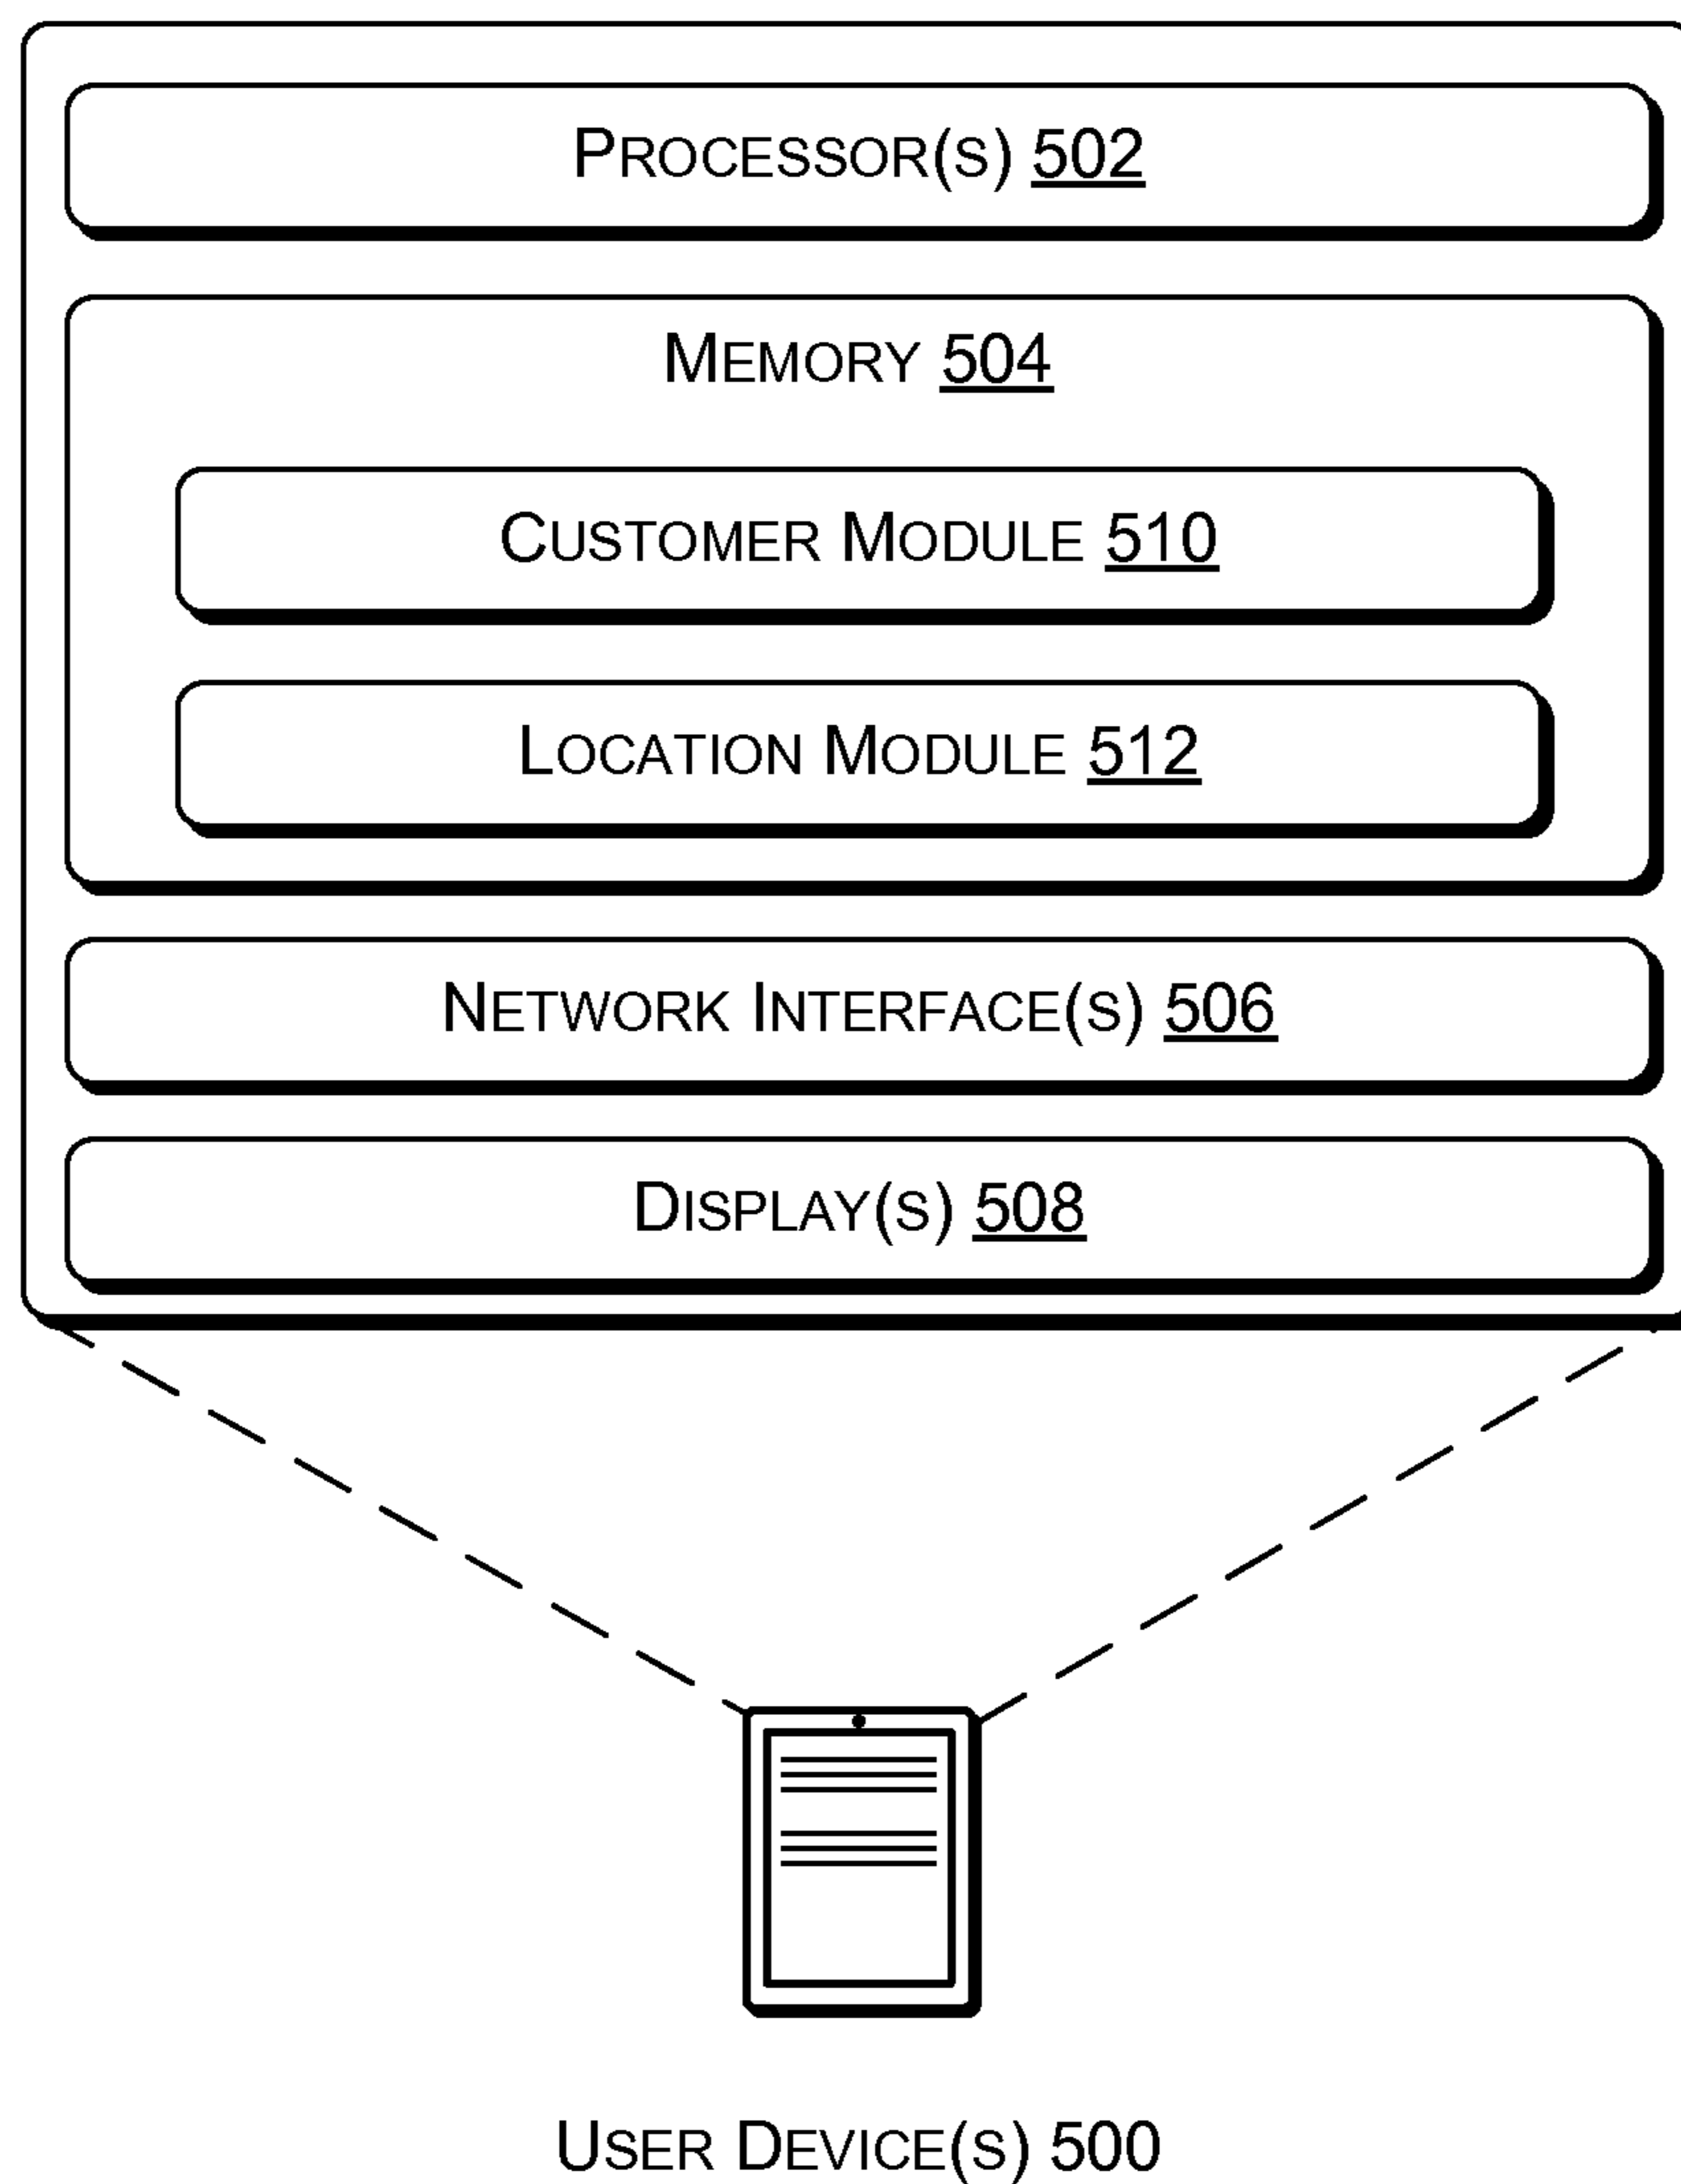 PROCESSOR(S) 502
MEMORY 504
CUSTOMER MODULE 510
LOCATION MODULE 512
NETWORK INTERFACE(S) 506
DISPLAY(S) 508
USER DEVICE(S) 500